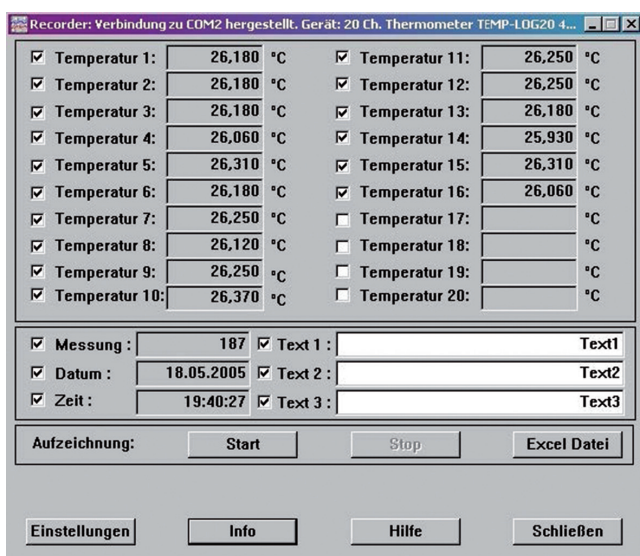 Recorder: Verbindung zu COM2 hergestellt. Gerät: 20 Ch. Thermometer TEMP-LOG20 4...
Temperatur 1: 26,180 °C Temperatur 11: 26,250 °C
Temperatur 2: 26,180 °C Temperatur 12: 26,250 °C
Temperatur 3: 26,180 °C Temperatur 13: 26,180 °C
Temperatur 4: 26,060 °C Temperatur 14: 25,930 °C
Temperatur 5: 26,310 °C Temperatur 15: 26,310 °C
Temperatur 6: 26,180 °C Temperatur 16: 26,060 °C
Temperatur 7: 26,250 °C Temperatur 17: °C
Temperatur 8: 26,120 °C Temperatur 18: °C
Temperatur 9: 26,250 °C Temperatur 19: °C
Temperatur 10: 26,370 °C Temperatur 20: °C
Messung : 187 Text 1 : Text1
Datum : 18.05.2005 Text 2 : Text2
Zeit : 19:40:27 Text 3 : Text3
Aufzeichnung: Start Stop Excel Datei
Einstellungen Info Hilfe Schließen